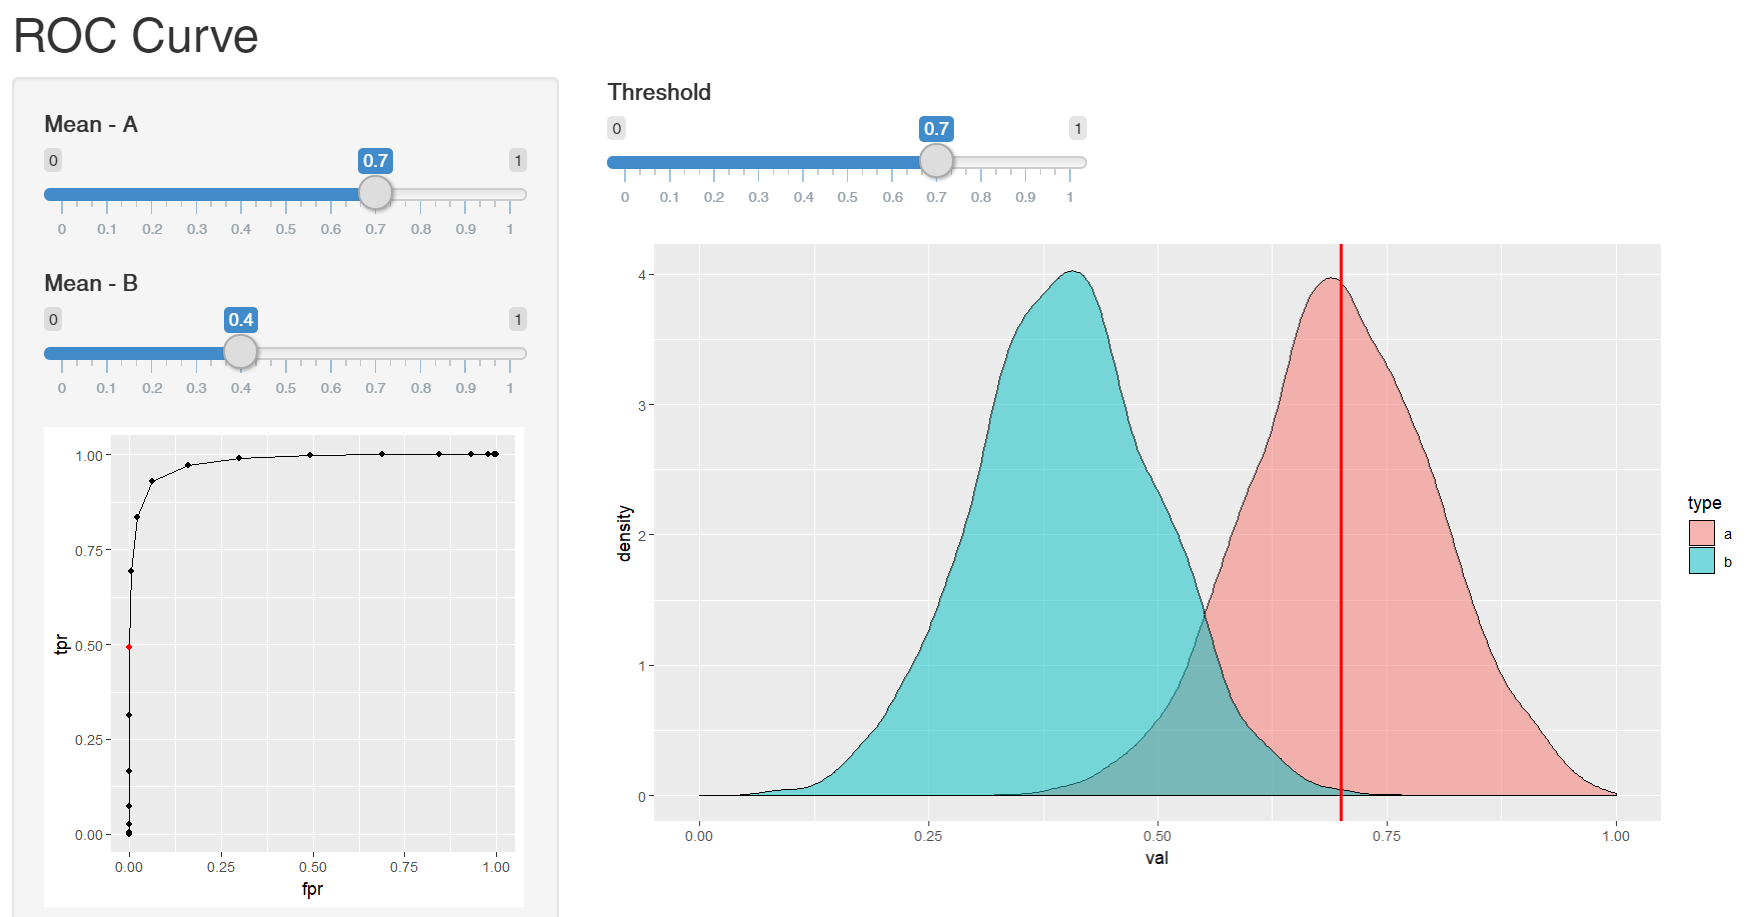 ROC Curve
Mean - A
0 0.7 1
0 0.1 0.2 0.3 0.4 0.5 0.6 0.7 0.8 0.9 1
Mean - B
0 0.4 1
0 0.1 0.2 0.3 0.4 0.5 0.6 0.7 0.8 0.9 1
1.00
0.75
0.50
0.25
0.00
tpr
0.00 0.25 0.50 0.75 1.00
fpr
Threshold
0 0.7 1
0 0.1 0.2 0.3 0.4 0.5 0.6 0.7 0.8 0.9 1
4
3
2
1
0
density
0.00 0.25 0.50 0.75 1.00
val
type
a
b